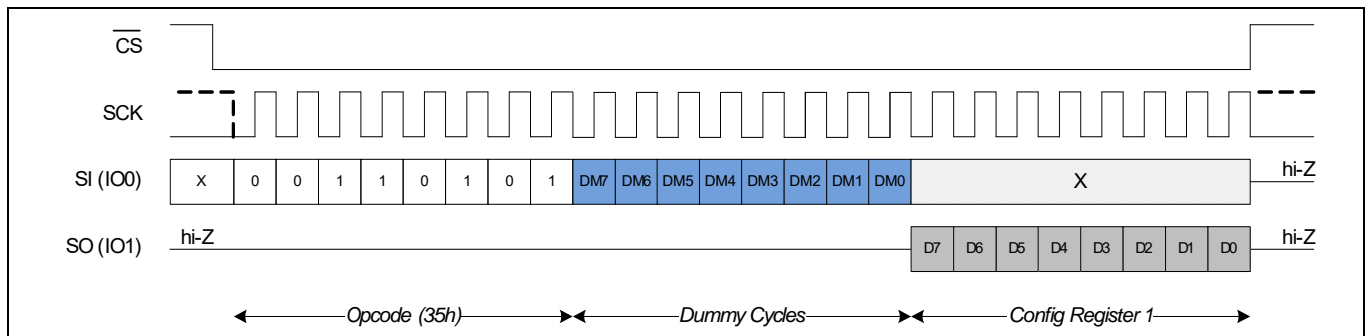 CS
SCK
SI (IO0) X 0 0 1 1 0 1 0 1 DM7 DM6 DM5 DM4 DM3 DM2 DM1 DM0 X hi-Z
SO (IO1) hi-Z D7 D6 D5 D4 D3 D2 D1 D0 hi-Z
Opcode (35h) Dummy Cycles Config Register 1